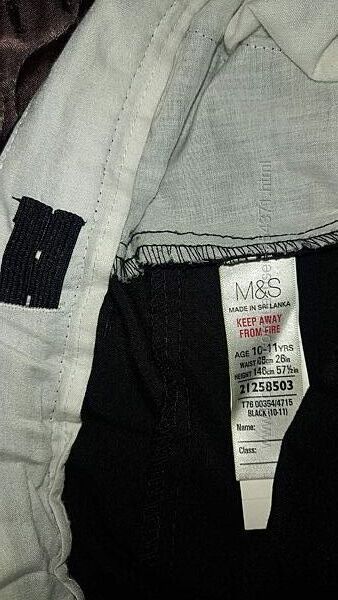 M&S
MADE IN SRI LANKA
KEEP AWAY
FROM FIRE
AGE 10-11 YRS
WAIST 65cm 26in
HEIGHT 146cm 57½in
21258503
T76 00354/4715
BLACK (10-11)
Name:
Class: